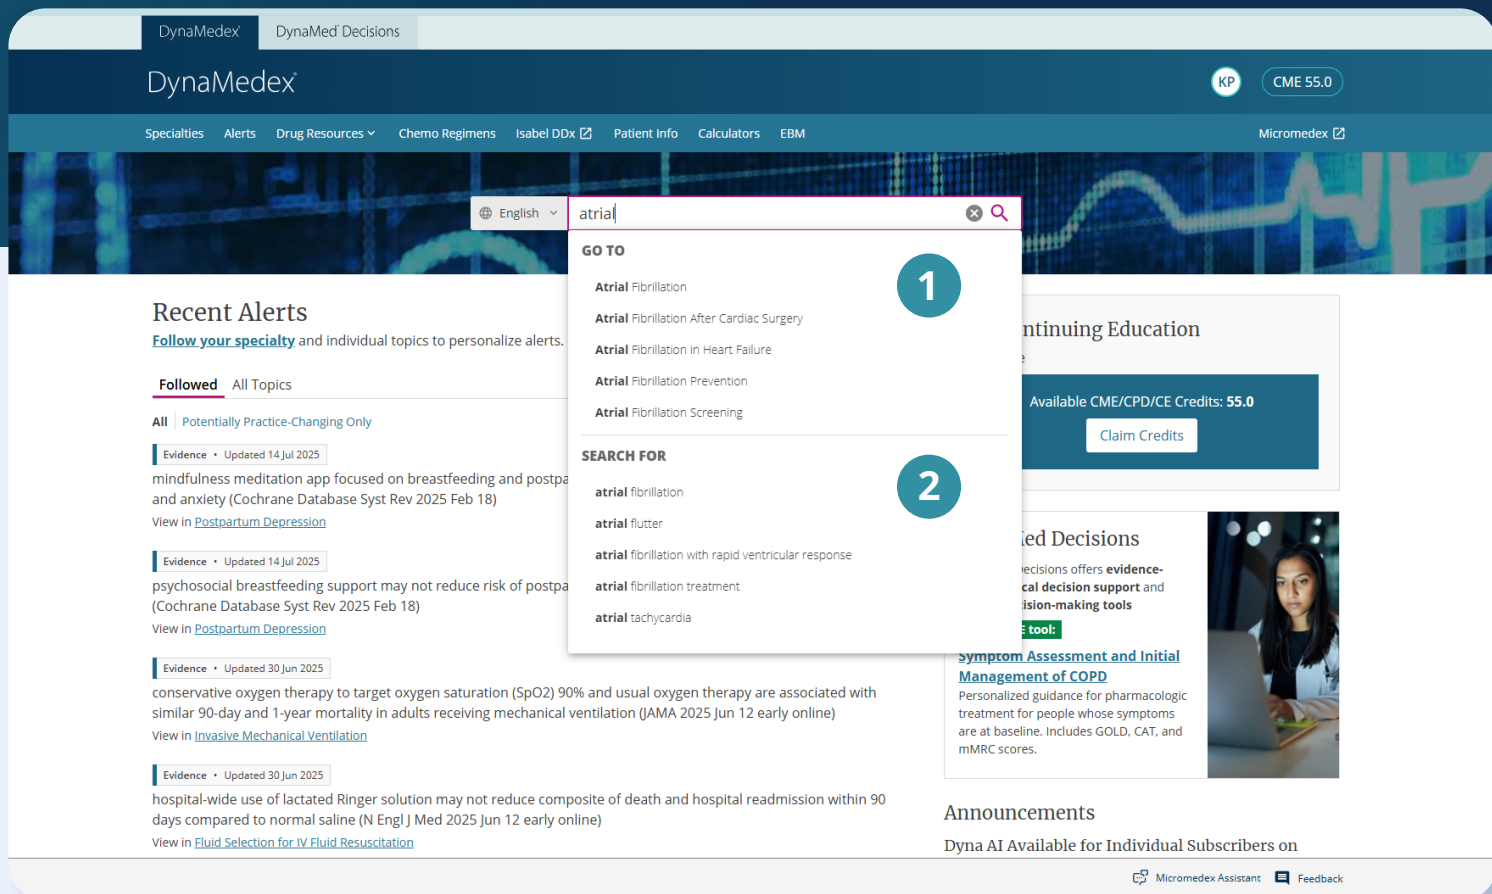 DynaMedex
DynaMed Decisions
DynaMedex
KP
CME 55.0
Specialties
Alerts
Drug Resources
Chemo Regimens
Isabel DDx
Patient Info
Calculators
EBM
Micromedex
English
atrial
GO TO
1
Atrial Fibrillation
Atrial Fibrillation After Cardiac Surgery
Atrial Fibrillation in Heart Failure
Atrial Fibrillation Prevention
Atrial Fibrillation Screening
SEARCH FOR
2
atrial fibrillation
atrial flutter
atrial fibrillation with rapid ventricular response
atrial fibrillation treatment
atrial tachycardia
Recent Alerts
Follow your specialty and individual topics to personalize alerts.
Followed
All Topics
All
Potentially Practice-Changing Only
Evidence • Updated 14 Jul 2025
mindfulness meditation app focused on breastfeeding and postpa
and anxiety (Cochrane Database Syst Rev 2025 Feb 18)
View in Postpartum Depression
Evidence • Updated 14 Jul 2025
psychosocial breastfeeding support may not reduce risk of postpa
(Cochrane Database Syst Rev 2025 Feb 18)
View in Postpartum Depression
Evidence • Updated 30 Jun 2025
conservative oxygen therapy to target oxygen saturation (SpO2) 90% and usual oxygen therapy are associated with
similar 90-day and 1-year mortality in adults receiving mechanical ventilation (JAMA 2025 Jun 12 early online)
View in Invasive Mechanical Ventilation
Evidence • Updated 30 Jun 2025
hospital-wide use of lactated Ringer solution may not reduce composite of death and hospital readmission within 90
days compared to normal saline (N Engl J Med 2025 Jun 12 early online)
View in Fluid Selection for IV Fluid Resuscitation
ntinuing Education
e
Available CME/CPD/CE Credits: 55.0
Claim Credits
ed Decisions
ecisions offers evidence-
cal decision support and
ision-making tools
E tool:
Symptom Assessment and Initial
Management of COPD
Personalized guidance for pharmacologic
treatment for people whose symptoms
are at baseline. Includes GOLD, CAT, and
mMRC scores.
Announcements
Dyna AI Available for Individual Subscribers on
Micromedex Assistant
Feedback